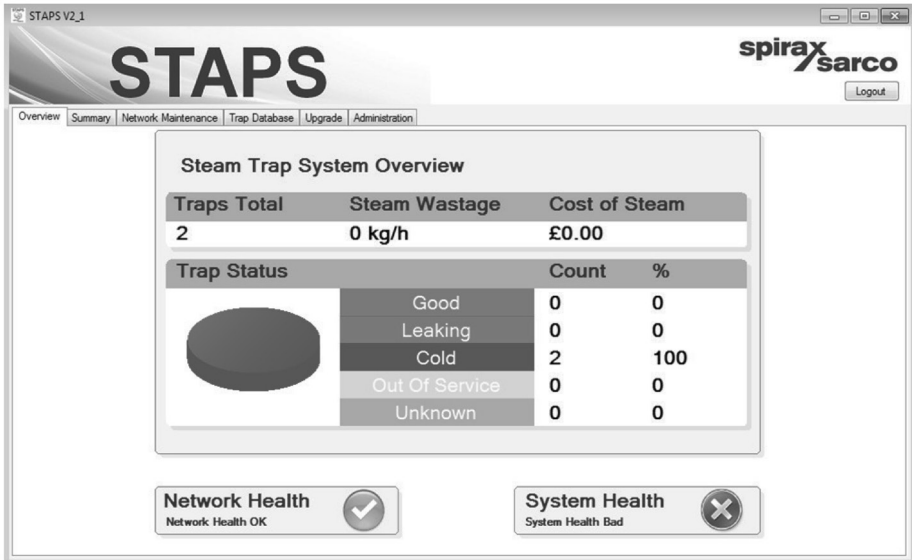 STAPS V2_1
STAPS
spirax
sarco
Logout
Overview Summary Network Maintenance Trap Database Upgrade Administration
Steam Trap System Overview
Traps Total Steam Wastage Cost of Steam
2 0 kg/h £0.00
Trap Status Count %
Good 0 0
Leaking 0 0
Cold 2 100
Out Of Service 0 0
Unknown 0 0
Network Health
Network Health OK
System Health
System Health Bad